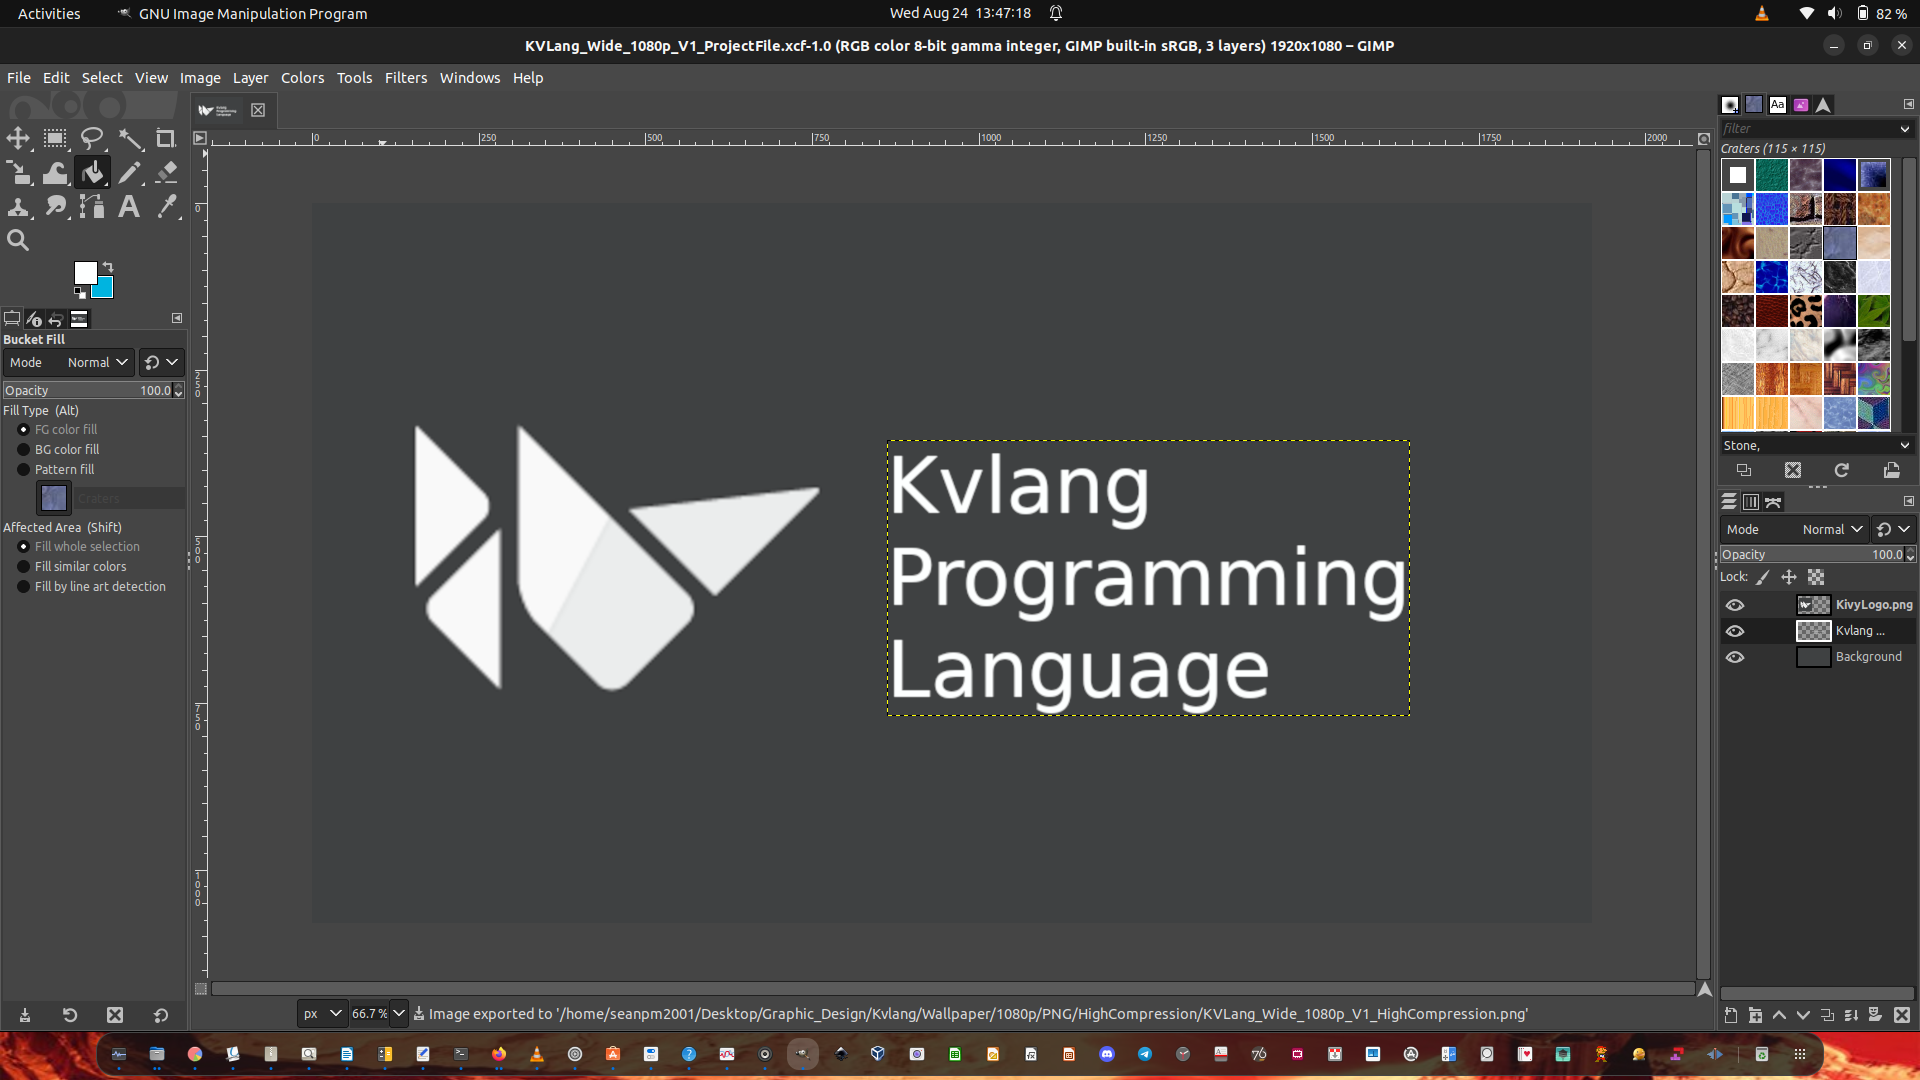 Activities
GNU Image Manipulation Program
Wed Aug 24 13:47:18
82 %
KVLang_Wide_1080p_V1_ProjectFile.xcf-1.0 (RGB color 8-bit gamma integer, GIMP built-in sRGB, 3 layers) 1920x1080 – GIMP
File Edit Select View Image Layer Colors Tools Filters Windows Help
0 250 500 750 1000 1250 1500 1750 2000
0
250
500
750
1000
Bucket Fill
Mode Normal
Opacity 100.0
Fill Type (Alt)
FG color fill
BG color fill
Pattern fill
Craters
Affected Area (Shift)
Fill whole selection
Fill similar colors
Fill by line art detection
Kvlang
Programming
Language
Aa
filter
Craters (115 × 115)
Stone,
Mode Normal
Opacity 100.0
Lock:
KivyLogo.png
Kvlang ...
Background
px 66.7 % Image exported to '/home/seanpm2001/Desktop/Graphic_Design/Kvlang/Wallpaper/1080p/PNG/HighCompression/KVLang_Wide_1080p_V1_HighCompression.png'